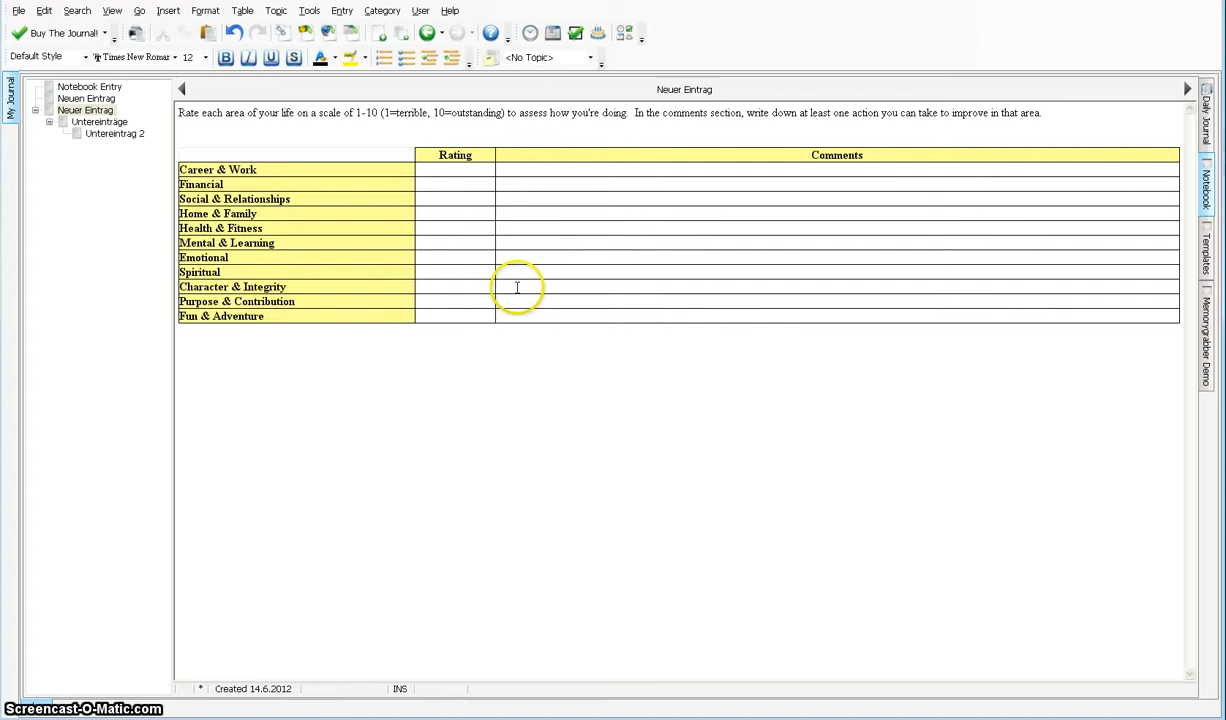 File Edit Search View Go Insert Format Table Topic Tools Entry Category User Help
Buy The Journal!
Default Style Times New Roman 12 B I U S A <No Topic>
My Journal
Notebook Entry
Neuen Eintrag
Neuer Eintrag
Untereinträge
Untereintrag 2
Neuer Eintrag
Rate each area of your life on a scale of 1-10 (1=terrible, 10=outstanding) to assess how you're doing. In the comments section, write down at least one action you can take to improve in that area.
Rating Comments
Career & Work
Financial
Social & Relationships
Home & Family
Health & Fitness
Mental & Learning
Emotional
Spiritual
Character & Integrity
Purpose & Contribution
Fun & Adventure
Daily Journal
Notebook
Templates
Memorygrabber Demo
* Created 14.6.2012 INS
Screencast-O-Matic.com